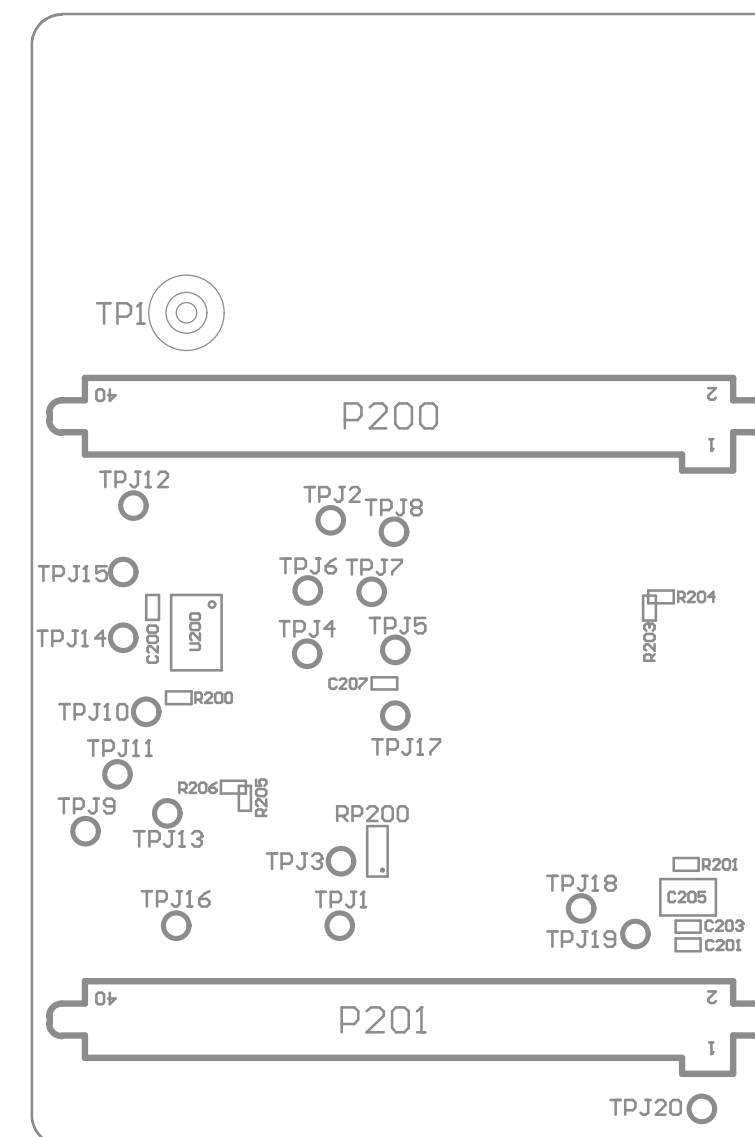 TP1
40
P200
2
1
TPJ12
TPJ2
TPJ8
TPJ15
TPJ6
TPJ7
R204
C200
U200
R203
TPJ14
TPJ4
TPJ5
C207
R200
TPJ10
TPJ17
TPJ11
R206
R205
TPJ9
TPJ13
RP200
TPJ3
R201
TPJ18
C205
TPJ16
TPJ1
C203
TPJ19
C201
40
P201
2
1
TPJ20